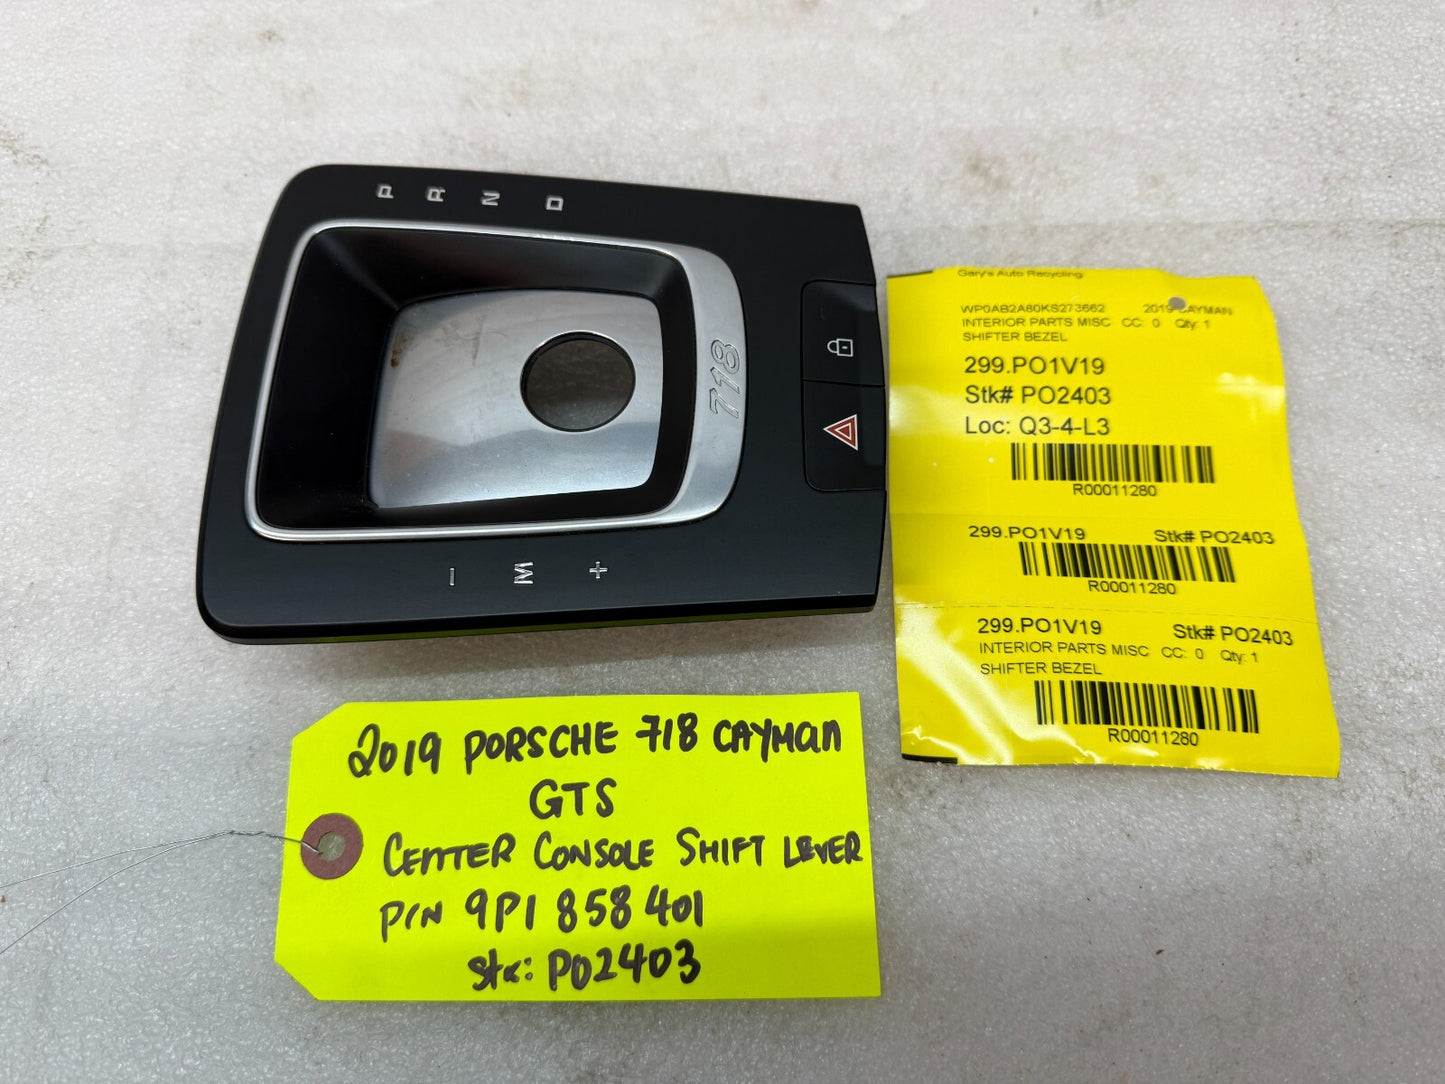 P R N D
718
- M +
Gary's Auto Recycling
WP0AB2A80KS273662 2019 CAYMAN
INTERIOR PARTS MISC CC: 0 Qty: 1
SHIFTER BEZEL
299.PO1V19
Stk# PO2403
Loc: Q3-4-L3
R00011280
299.PO1V19 Stk# PO2403
R00011280
299.PO1V19 Stk# PO2403
INTERIOR PARTS MISC CC: 0 Qty: 1
SHIFTER BEZEL
R00011280
2019 PORSCHE 718 CAYMAN
GTS
CENTER CONSOLE SHIFT LEVER
P/N 9P1 858 401
Stk: PO2403